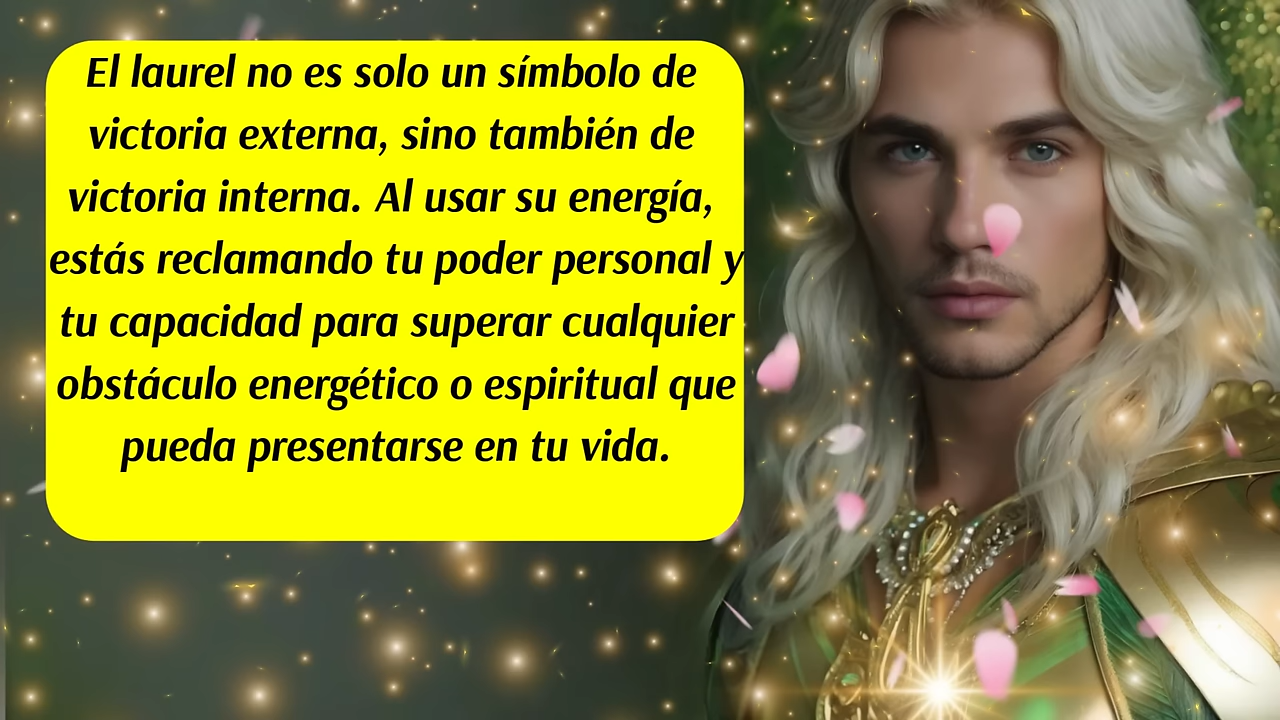 El laurel no es solo un símbolo de
victoria externa, sino también de
victoria interna. Al usar su energía,
estás reclamando tu poder personal y
tu capacidad para superar cualquier
obstáculo energético o espiritual que
pueda presentarse en tu vida.